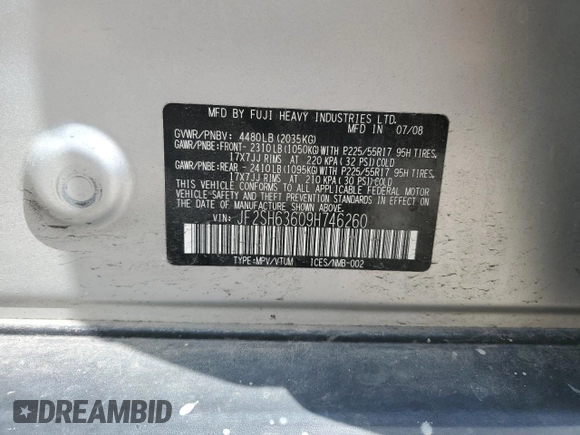 MFD BY FUJI HEAVY INDUSTRIES LTD.
MFD IN 07/08
GVWR/PNBV: 4480LB (2035KG)
GAWR/PNBE:FRONT- 2310LB(1050KG) WITH P225/55R17 95H TIRES,
17X7JJ RIMS AT 220 KPA (32 PSI) COLD
GAWR/PNBE:REAR - 2410LB (1095KG) WITH P225/55R17 95H TIRES,
17X7JJ RIMS AT 210 KPA (30 PSI) COLD
THIS VEHICLE CONFORMS TO ALL APPLICABLE FEDERAL MOTOR
VEHICLE SAFETY AND THEFT PREVENTION STANDARDS IN EFFECT ON
THE DATE OF MANUFACTURE SHOWN ABOVE.
VIN: JF2SH63609H746260
TYPE:MPV/VTUM ICES/NMB-002
DREAMBID